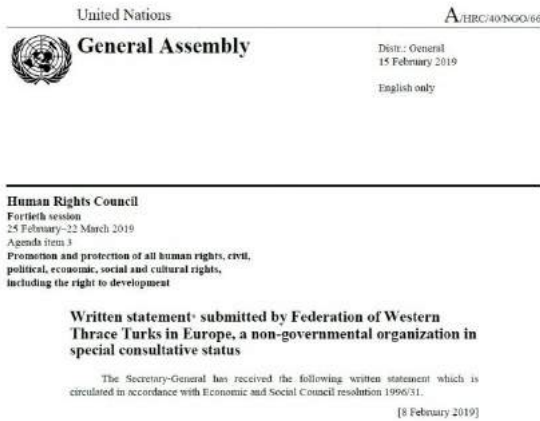 United Nations
A/HRC/40/NGO/66
General Assembly
Distr.: General
15 February 2019
English only
Human Rights Council
Fortieth session
25 February–22 March 2019
Agenda item 3
Promotion and protection of all human rights, civil,
political, economic, social and cultural rights,
including the right to development
Written statement* submitted by Federation of Western
Thrace Turks in Europe, a non-governmental organization in
special consultative status
The Secretary-General has received the following written statement which is
circulated in accordance with Economic and Social Council resolution 1996/31.
[8 February 2019]